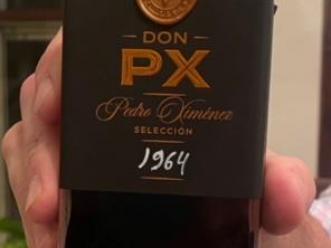 DON
PX
Pedro Ximénez
SELECCIÓN
1964